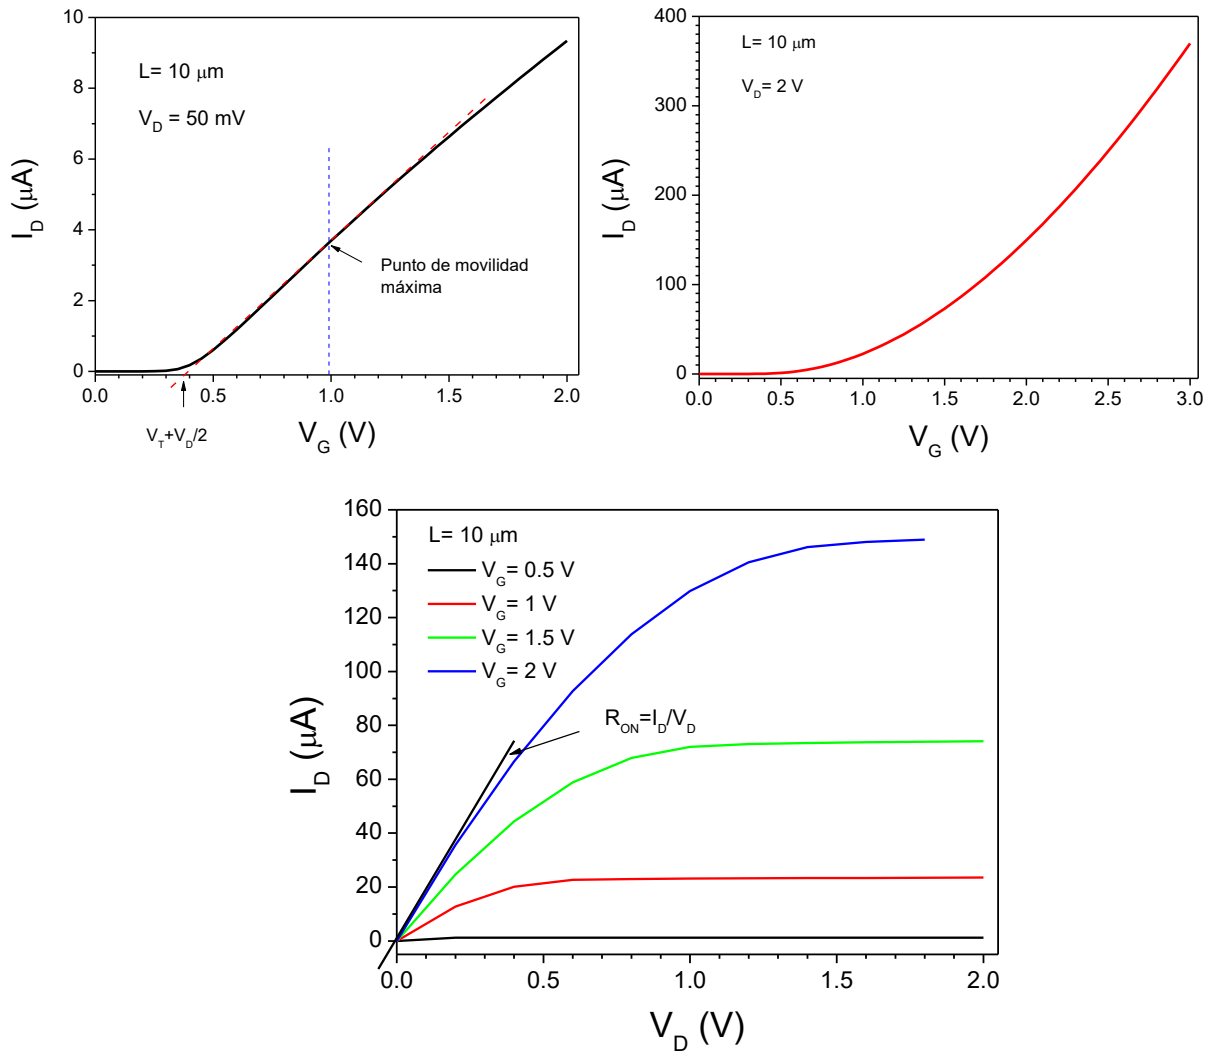 10
8
6
4
2
0
I_D (μA)
L= 10 μm
V_D = 50 mV
Punto de movilidad
máxima
0.0 0.5 1.0 1.5 2.0
V_T+V_D/2
V_G (V)
400
300
200
100
0
I_D (μA)
L= 10 μm
V_D= 2 V
0.0 0.5 1.0 1.5 2.0 2.5 3.0
V_G (V)
160
140
120
100
80
60
40
20
0
I_D (μA)
L= 10 μm
V_G= 0.5 V
V_G= 1 V
V_G= 1.5 V
V_G= 2 V
R_ON=I_D/V_D
0.0 0.5 1.0 1.5 2.0
V_D (V)